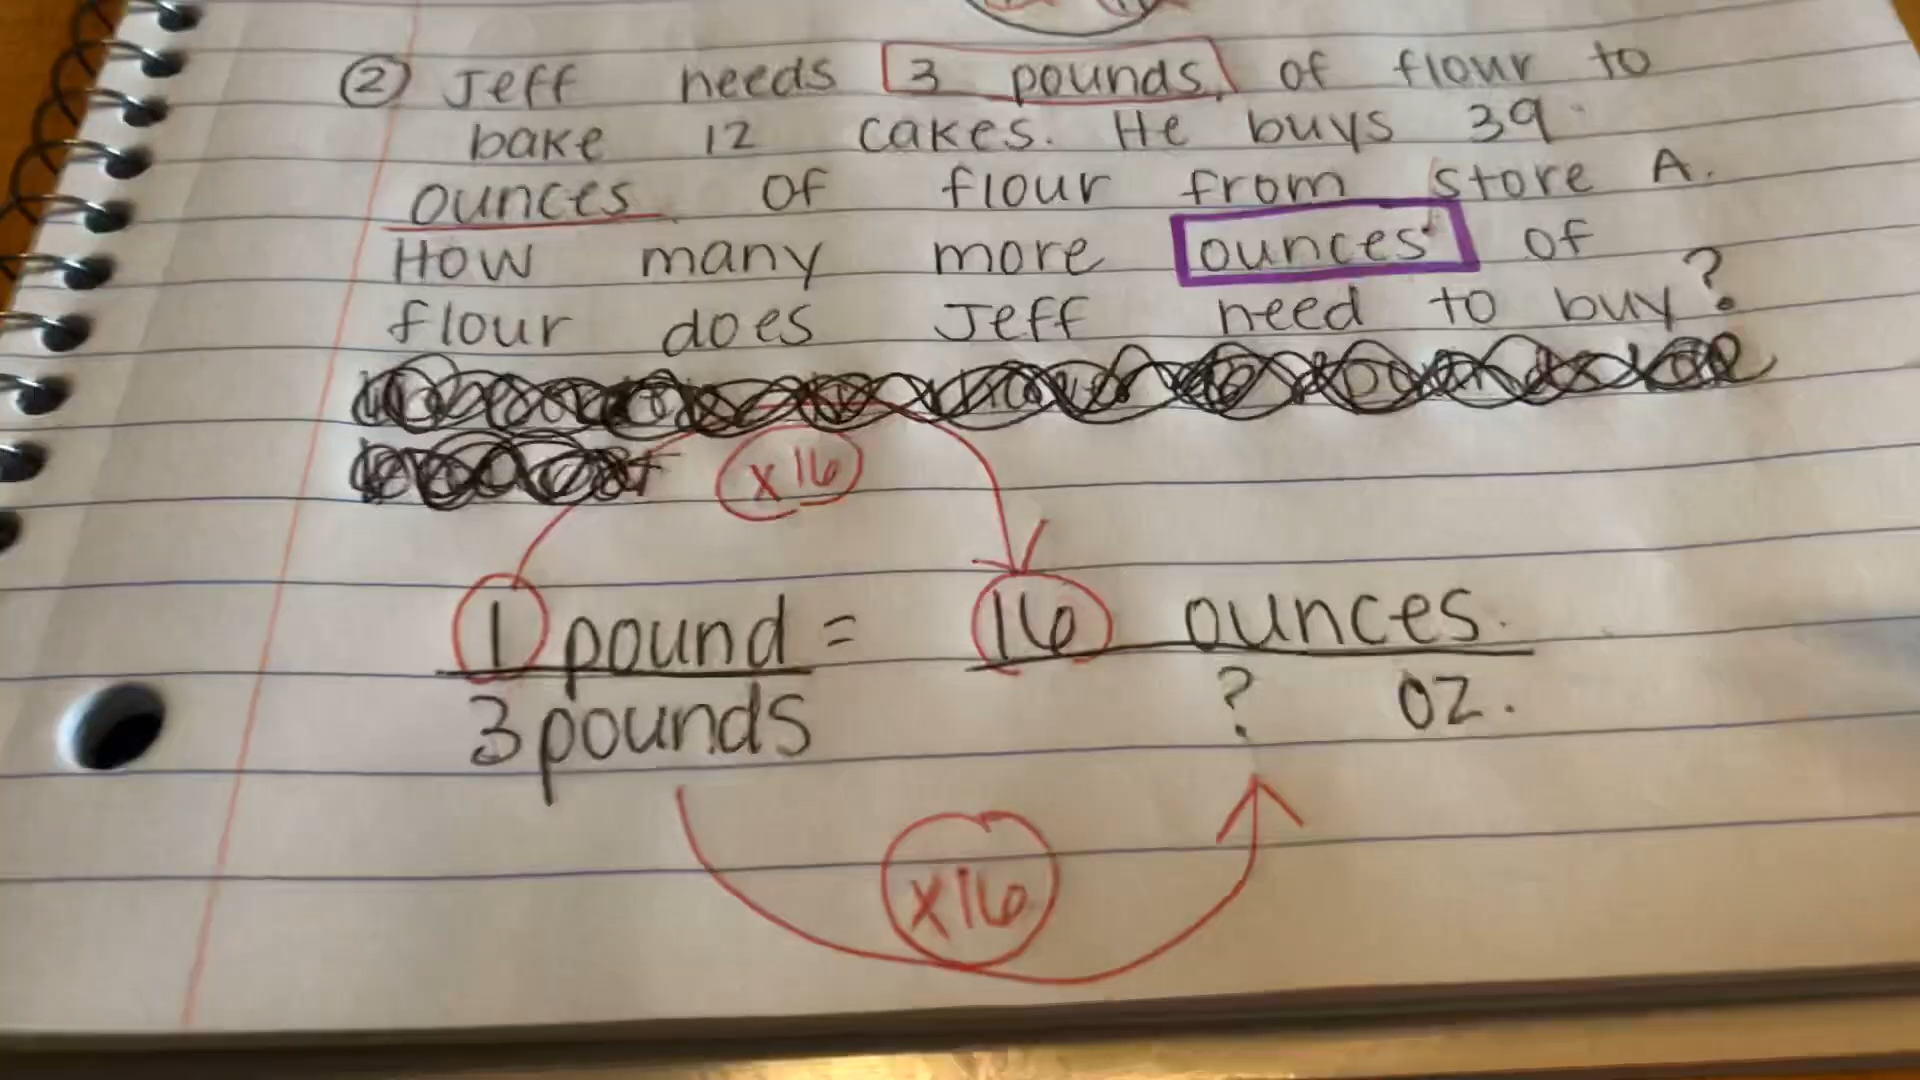 ② Jeff needs 3 pounds of flour to
bake 12 cakes. He buys 39
ounces of flour from store A.
How many more ounces of
flour does Jeff need to buy?
x16
1 pound = 16 ounces.
3 pounds ? oz.
x16